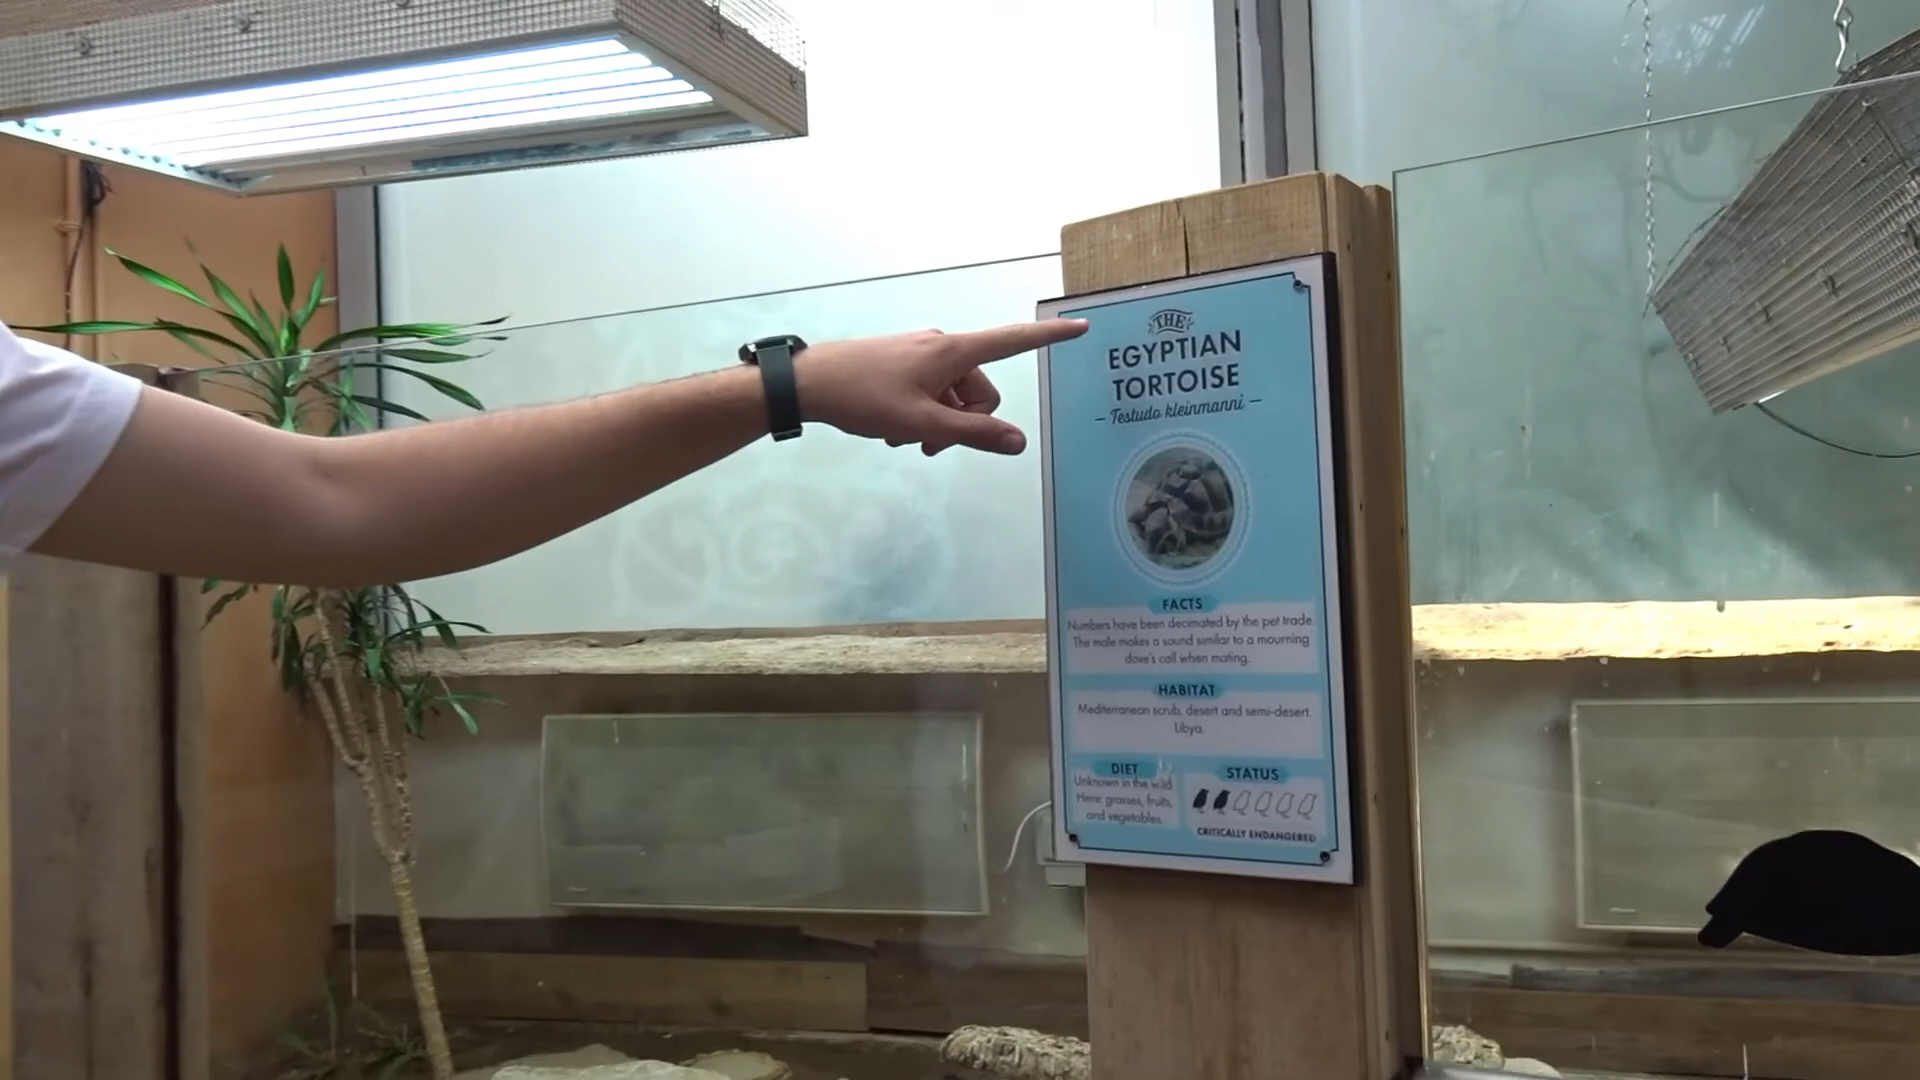 THE
EGYPTIAN
TORTOISE
– Testudo kleinmanni –
FACTS
Numbers have been decimated by the pet trade
The male makes a sound similar to a mourning
dove's call when mating.
HABITAT
Mediterranean scrub, desert and semi-desert.
Libya.
DIET
Unknown in the wild.
Here: grasses, fruits,
and vegetables.
STATUS
CRITICALLY ENDANGERED